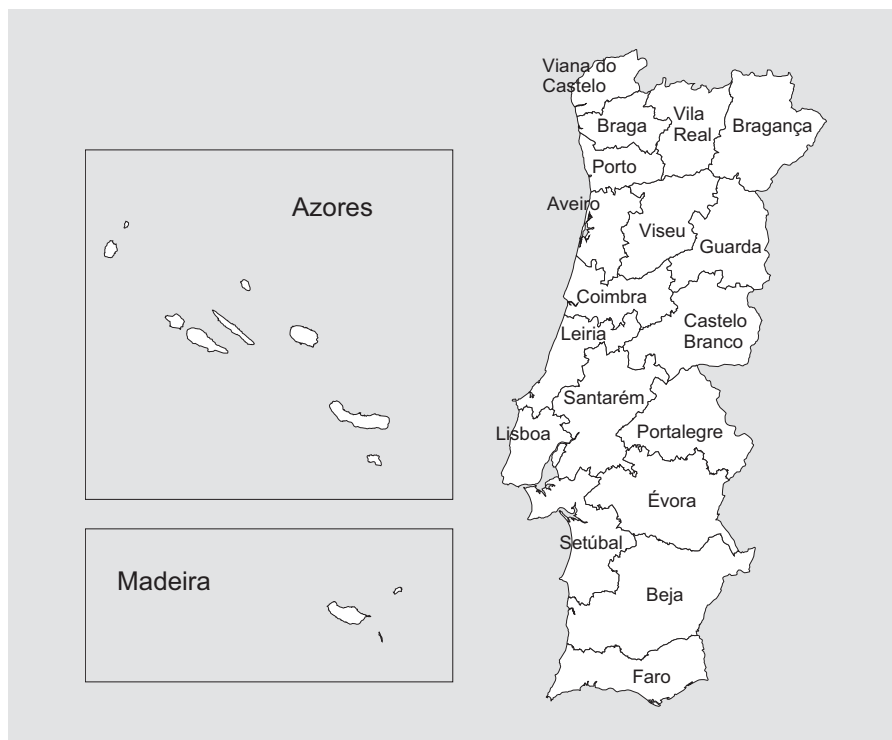 Viana do
Castelo
Braga
Vila
Real
Bragança
Porto
Azores
Aveiro
Viseu
Guarda
Coimbra
Castelo
Branco
Leiria
Santarém
Lisboa
Portalegre
Évora
Setúbal
Madeira
Beja
Faro